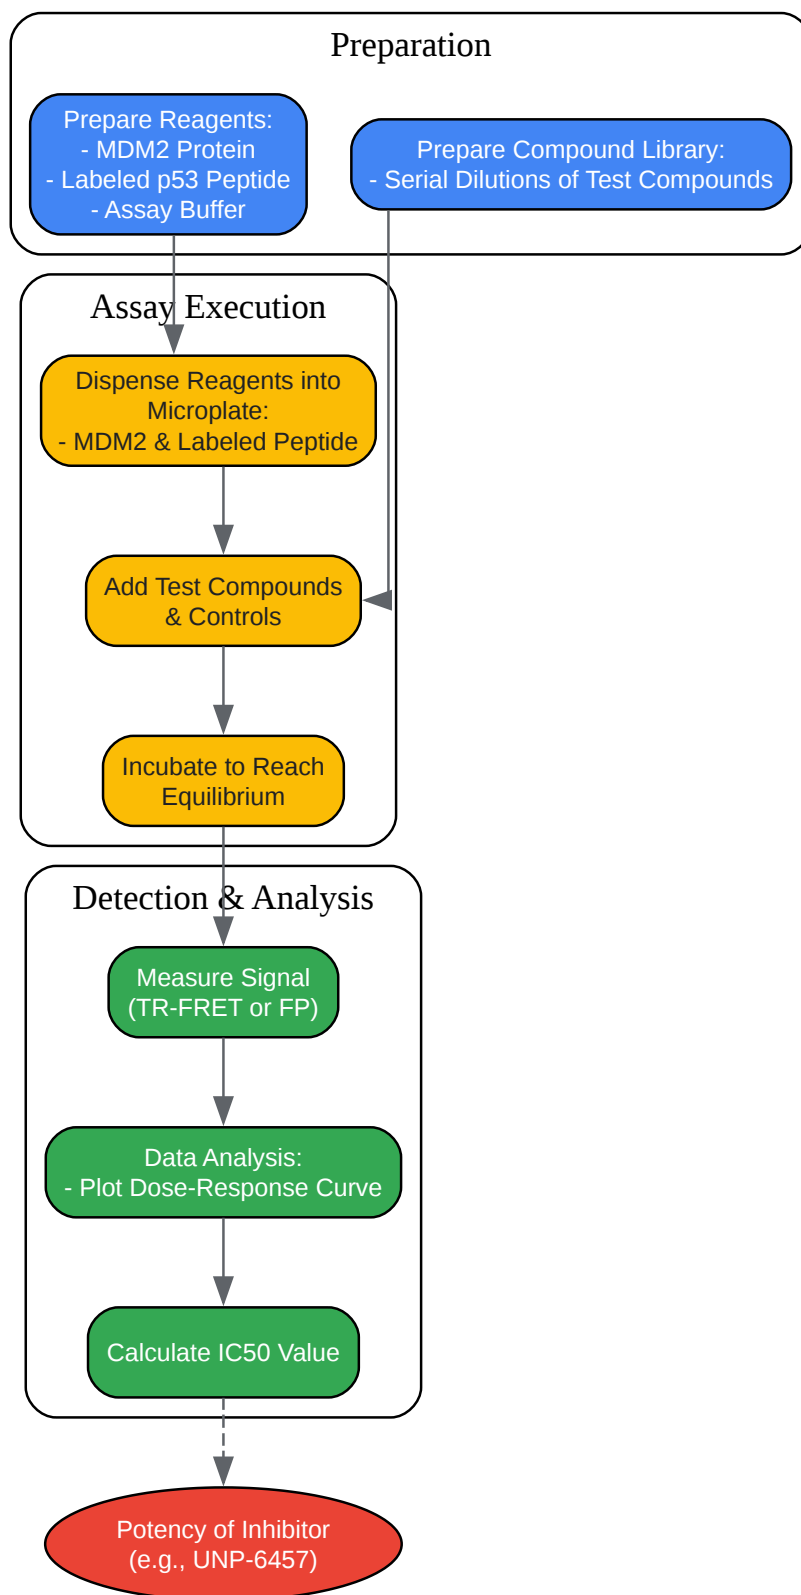 Preparation
Prepare Reagents:
- MDM2 Protein
- Labeled p53 Peptide
- Assay Buffer
Prepare Compound Library:
- Serial Dilutions of Test Compounds
Assay Execution
Dispense Reagents into
Microplate:
- MDM2 & Labeled Peptide
Add Test Compounds
& Controls
Incubate to Reach
Equilibrium
Detection & Analysis
Measure Signal
(TR-FRET or FP)
Data Analysis:
- Plot Dose-Response Curve
Calculate IC50 Value
Potency of Inhibitor
(e.g., UNP-6457)